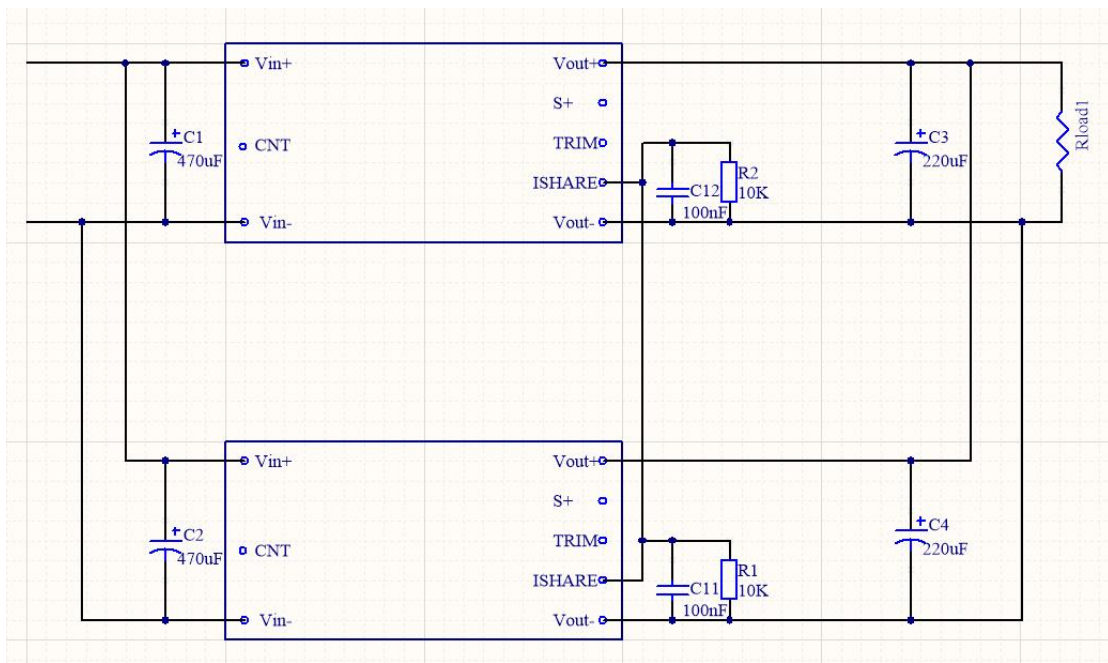 Vin+
Vout+
S+
C1
470uF
CNT
TRIM
C3
220uF
Rload1
ISHARE
C12
100nF
R2
10K
Vin-
Vout-
Vin+
Vout+
S+
C2
470uF
CNT
TRIM
C4
220uF
ISHARE
C11
100nF
R1
10K
Vin-
Vout-